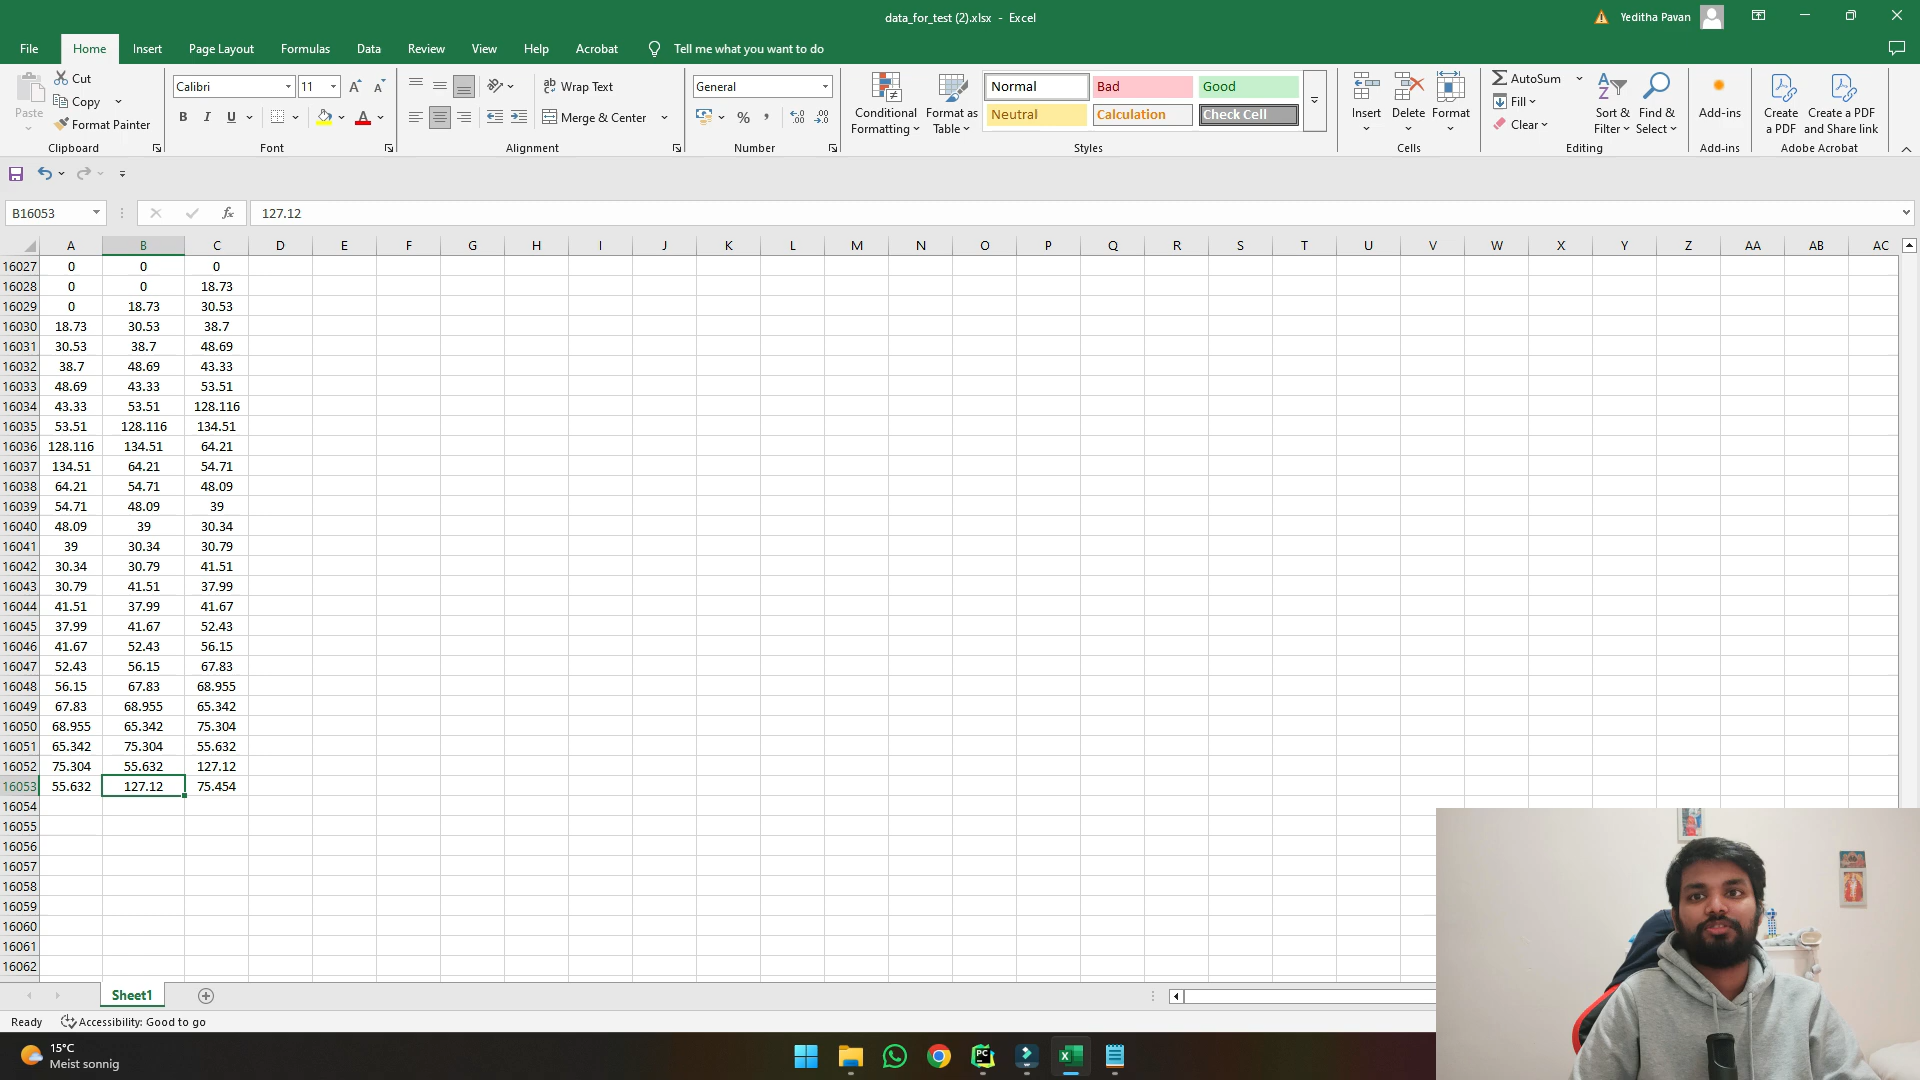 data_for_test (2).xlsx - Excel
Yeditha Pavan
File Home Insert Page Layout Formulas Data Review View Help Acrobat Tell me what you want to do
Paste
Cut
Copy
Format Painter
Clipboard
Calibri 11
B I U
Font
Wrap Text
Merge & Center
Alignment
General
Number
Conditional Formatting
Format as Table
Normal Bad Good
Neutral Calculation Check Cell
Styles
Insert Delete Format
Cells
AutoSum
Fill
Clear
Sort & Filter
Find & Select
Editing
Add-ins
Add-ins
Create a PDF
Create a PDF and Share link
Adobe Acrobat
B16053 fx 127.12
A B C D E F G H I J K L M N O P Q R S T U V W X Y Z AA AB AC
16027 0 0 0
16028 0 0 18.73
16029 0 18.73 30.53
16030 18.73 30.53 38.7
16031 30.53 38.7 48.69
16032 38.7 48.69 43.33
16033 48.69 43.33 53.51
16034 43.33 53.51 128.116
16035 53.51 128.116 134.51
16036 128.116 134.51 64.21
16037 134.51 64.21 54.71
16038 64.21 54.71 48.09
16039 54.71 48.09 39
16040 48.09 39 30.34
16041 39 30.34 30.79
16042 30.34 30.79 41.51
16043 30.79 41.51 37.99
16044 41.51 37.99 41.67
16045 37.99 41.67 52.43
16046 41.67 52.43 56.15
16047 52.43 56.15 67.83
16048 56.15 67.83 68.955
16049 67.83 68.955 65.342
16050 68.955 65.342 75.304
16051 65.342 75.304 55.632
16052 75.304 55.632 127.12
16053 55.632 127.12 75.454
16054
16055
16056
16057
16058
16059
16060
16061
16062
Sheet1
Ready Accessibility: Good to go
15°C
Meist sonnig